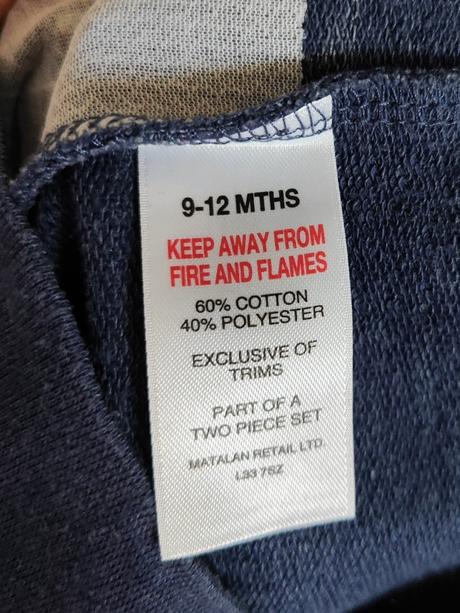 9-12 MTHS
KEEP AWAY FROM
FIRE AND FLAMES
60% COTTON
40% POLYESTER
EXCLUSIVE OF
TRIMS
PART OF A
TWO PIECE SET
MATALAN RETAIL LTD.
L33 7SZ